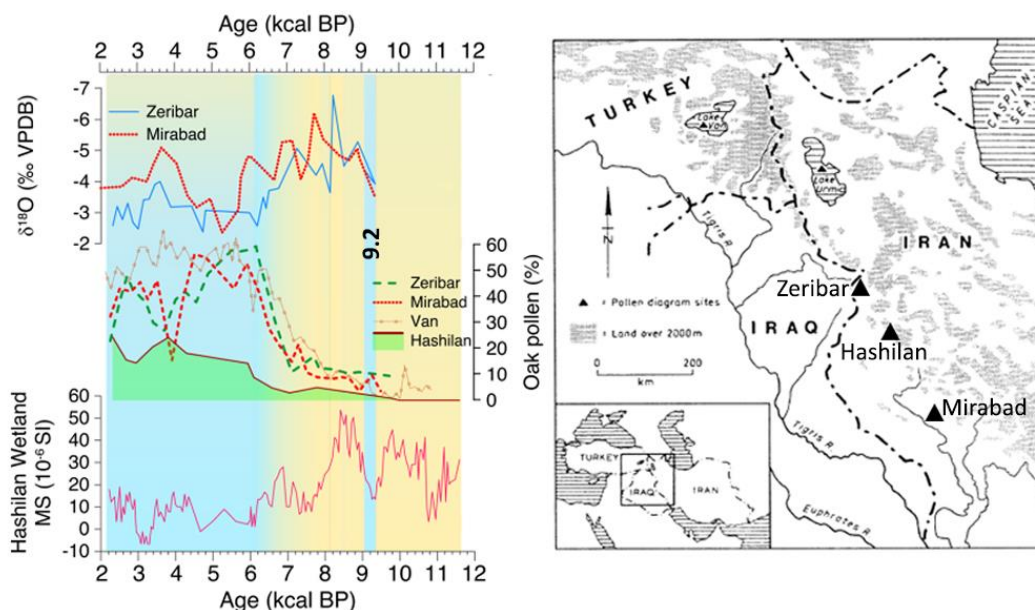 Age (kcal BP)
2 3 4 5 6 7 8 9 10 11 12
δ¹⁸O (‰ VPDB)
-7
-6
-5
-4
-3
-2
Zeribar
Mirabad
9.2
60
50
40
30
20
10
0
Oak pollen (%)
Zeribar
Mirabad
Van
Hashilan
Hashilan Wetland
MS (10⁻⁶ SI)
60
50
40
30
20
10
0
-10
2 3 4 5 6 7 8 9 10 11 12
Age (kcal BP)
TURKEY
CASPIAN
SEA
Lake
Van
Lake
Urmia
Tigris R.
N
IRAN
Zeribar
IRAQ
Hashilan
Mirabad
= Pollen diagram sites
= Land over 2000m
0 200
km
Tigris R.
Euphrates R.
TURKEY
IRAQ
IRAN